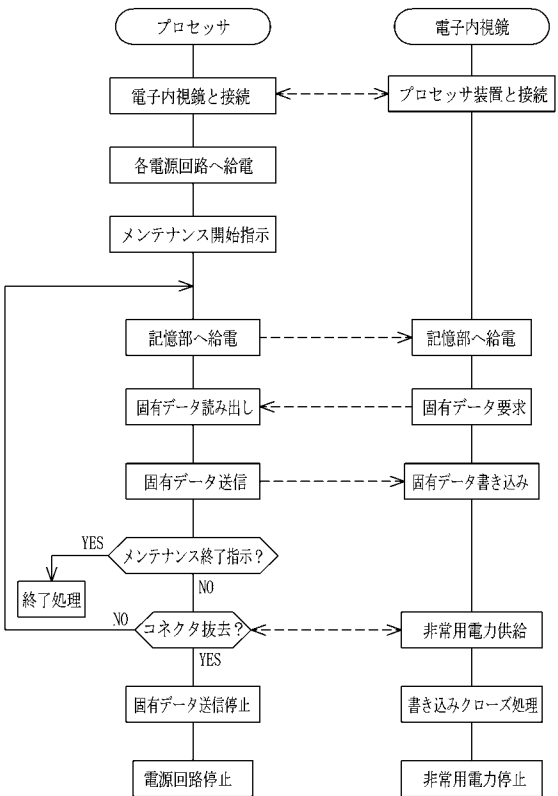 プロセッサ
電子内視鏡
電子内視鏡と接続
プロセッサ装置と接続
各電源回路へ給電
メンテナンス開始指示
記憶部へ給電
記憶部へ給電
固有データ読み出し
固有データ要求
固有データ送信
固有データ書き込み
YES
メンテナンス終了指示?
終了処理
NO
NO
コネクタ抜去?
非常用電力供給
YES
固有データ送信停止
書き込みクローズ処理
電源回路停止
非常用電力停止